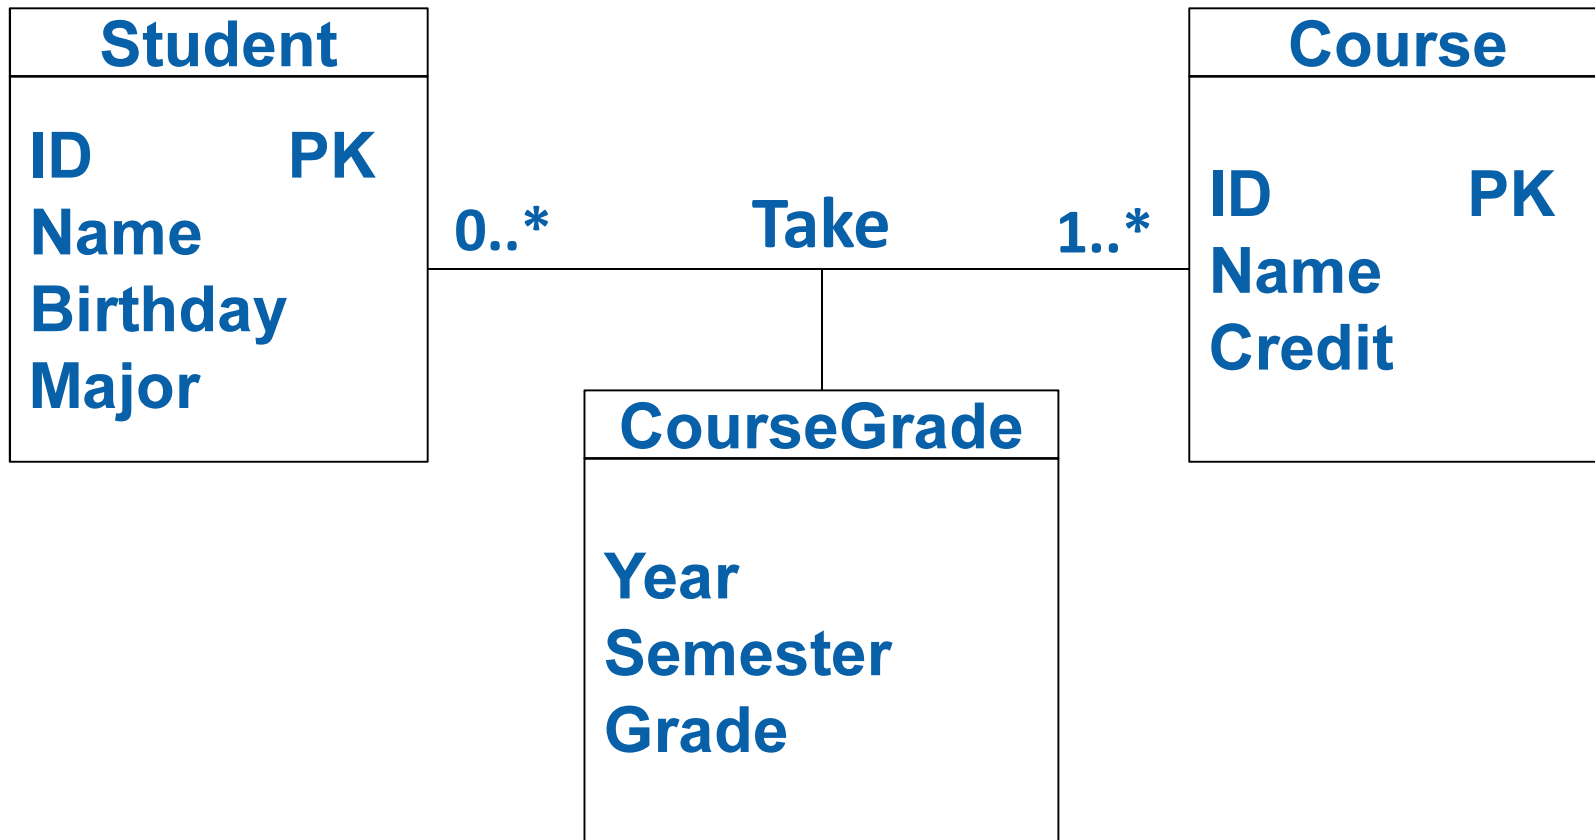 Student
ID PK
Name
Birthday
Major
0..* Take 1..*
Course
ID PK
Name
Credit
CourseGrade
Year
Semester
Grade